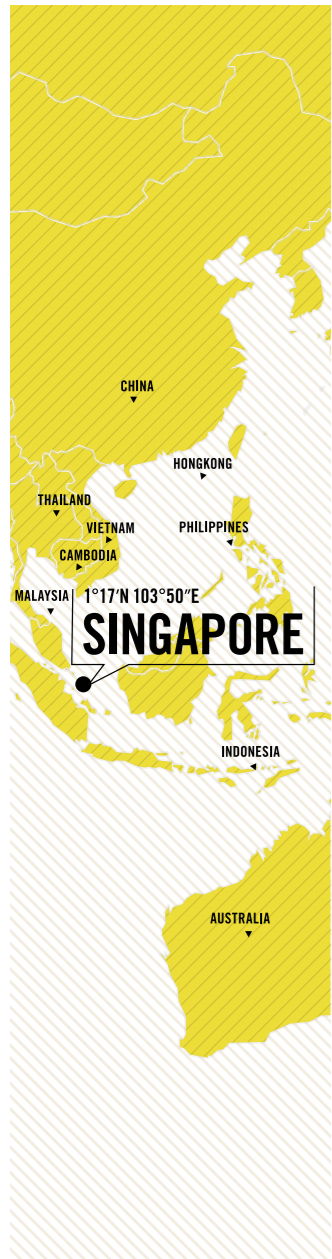 CHINA
HONGKONG
THAILAND
VIETNAM
PHILIPPINES
CAMBODIA
MALAYSIA
1°17′N 103°50″E
SINGAPORE
INDONESIA
AUSTRALIA